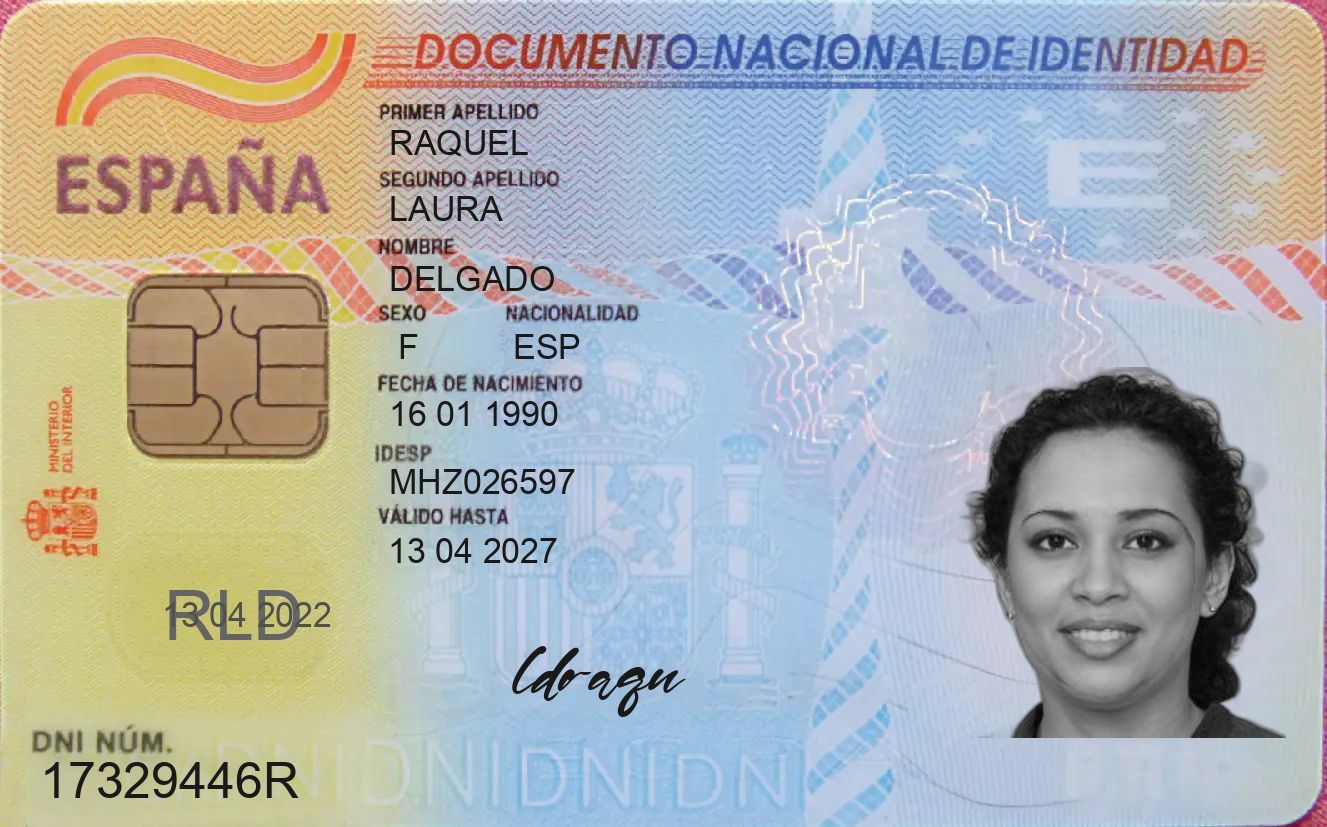 DOCUMENTO NACIONAL DE IDENTIDAD
ESPAÑA
PRIMER APELLIDO
RAQUEL
SEGUNDO APELLIDO
LAURA
NOMBRE
DELGADO
SEXO NACIONALIDAD
F ESP
FECHA DE NACIMIENTO
16 01 1990
IDESP
MHZ026597
VÁLIDO HASTA
13 04 2027
MINISTERIO
DEL INTERIOR
RLD
13 04 2022
DNI NÚM.
17329446R
DNIDNIDNIDNI
E